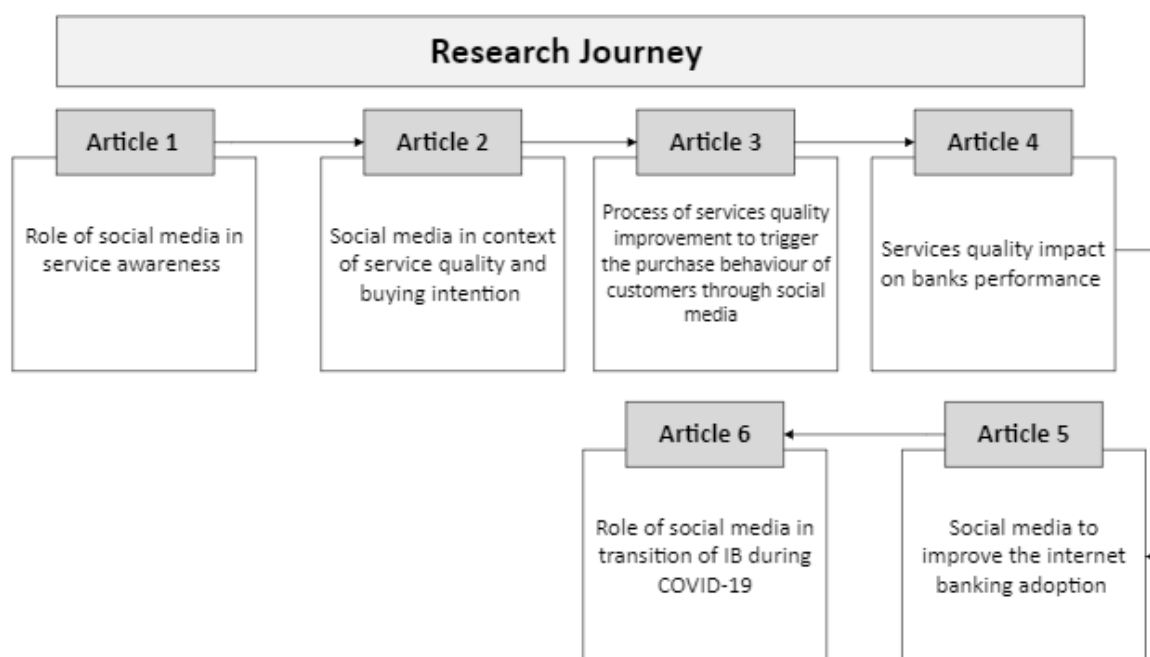 Research Journey
Article 1
Role of social media in
service awareness
Article 2
Social media in context
of service quality and
buying intention
Article 3
Process of services quality
improvement to trigger
the purchase behaviour of
customers through social
media
Article 4
Services quality impact
on banks performance
Article 5
Social media to
improve the internet
banking adoption
Article 6
Role of social media in
transition of IB during
COVID-19